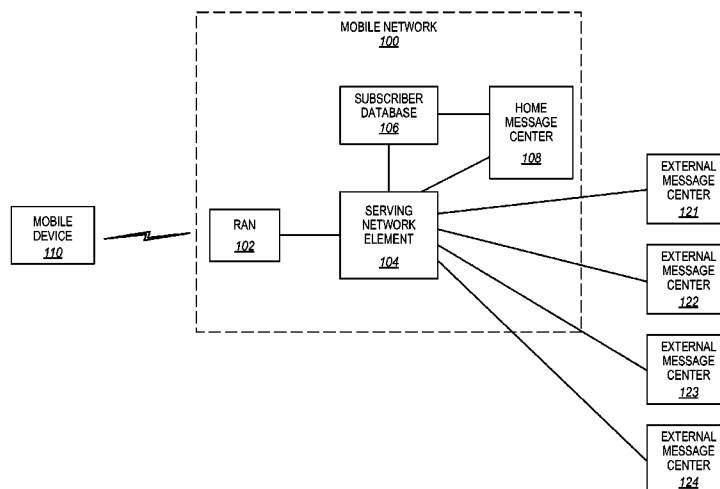 MOBILE NETWORK
100
SUBSCRIBER
DATABASE
106
HOME
MESSAGE
CENTER
108
MOBILE
DEVICE
110
RAN
102
SERVING
NETWORK
ELEMENT
104
EXTERNAL
MESSAGE
CENTER
121
EXTERNAL
MESSAGE
CENTER
122
EXTERNAL
MESSAGE
CENTER
123
EXTERNAL
MESSAGE
CENTER
124